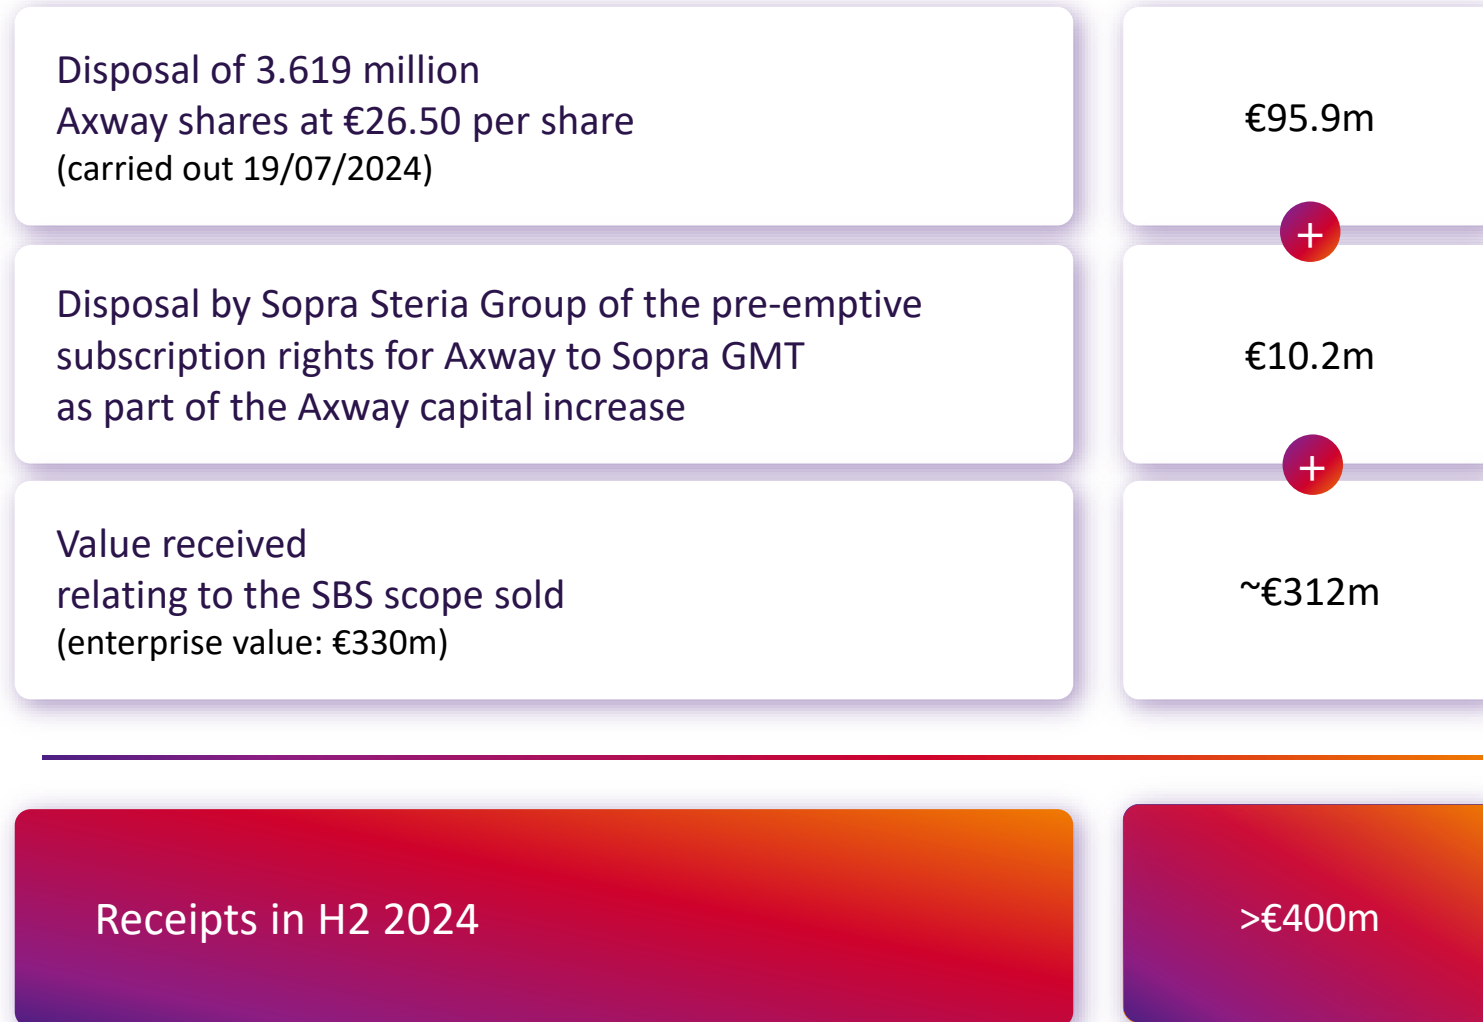 Disposal of 3.619 million
Axway shares at €26.50 per share
(carried out 19/07/2024)
€95.9m
+
Disposal by Sopra Steria Group of the pre-emptive
subscription rights for Axway to Sopra GMT
as part of the Axway capital increase
€10.2m
+
Value received
relating to the SBS scope sold
(enterprise value: €330m)
~€312m
Receipts in H2 2024
>€400m